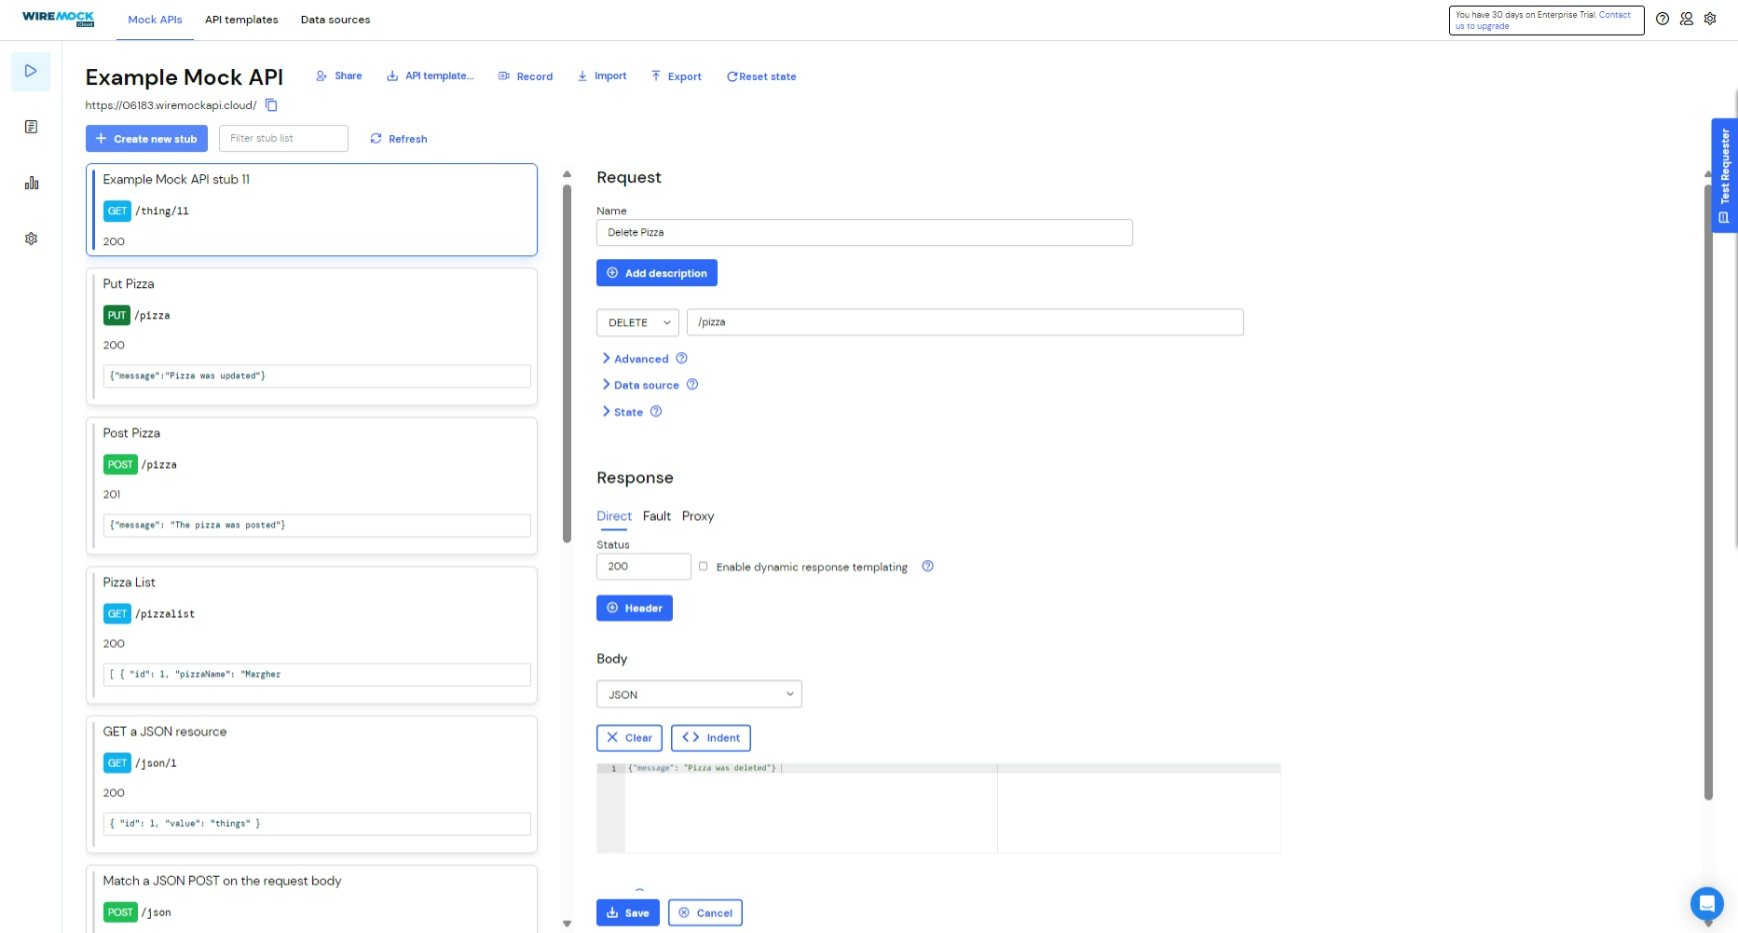 WIREMOCK
Cloud
Mock APIs
API templates
Data sources
You have 30 days on Enterprise Trial. Contact
us to upgrade
Example Mock API
Share
API template...
Record
Import
Export
Reset state
https://06183.wiremockapi.cloud/
Create new stub
Filter stub list
Refresh
Example Mock API stub 11
GET /thing/11
200
Put Pizza
PUT /pizza
200
{"message":"Pizza was updated"}
Post Pizza
POST /pizza
201
{"message": "The pizza was posted"}
Pizza List
GET /pizzalist
200
[ { "id": 1, "pizzaName": "Margher
GET a JSON resource
GET /json/1
200
{ "id": 1, "value": "things" }
Match a JSON POST on the request body
POST /json
Request
Name
Delete Pizza
Add description
DELETE
/pizza
Advanced
Data source
State
Response
Direct
Fault
Proxy
Status
200
Enable dynamic response templating
Header
Body
JSON
Clear
Indent
1 {"message": "Pizza was deleted"}
Save
Cancel
Test Requester